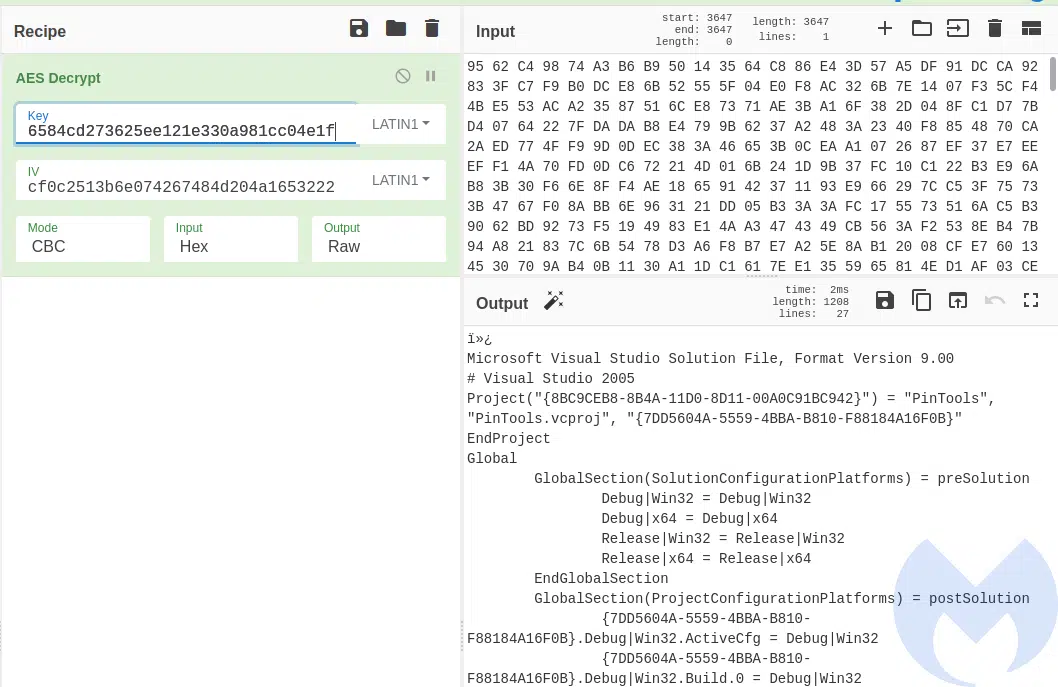 Recipe
AES Decrypt
Key
6584cd273625ee121e330a981cc04e1f
LATIN1
IV
cf0c2513b6e074267484d204a1653222
LATIN1
Mode
CBC
Input
Hex
Output
Raw
Input
start: 3647
end: 3647
length: 0
length: 3647
lines: 1
95 62 C4 98 74 A3 B6 B9 50 14 35 64 C8 86 E4 3D 57 A5 DF 91 DC CA 92
83 3F C7 F9 B0 DC E8 6B 52 55 5F 04 E0 F8 AC 32 6B 7E 14 07 F3 5C F4
4B E5 53 AC A2 35 87 51 6C E8 73 71 AE 3B A1 6F 38 2D 04 8F C1 D7 7B
D4 07 64 22 7F DA DA B8 E4 79 9B 62 37 A2 48 3A 23 40 F8 85 48 70 CA
2A ED 77 4F F9 9D 0D EC 38 3A 46 65 3B 0C EA A1 07 26 87 EF 37 E7 EE
EF F1 4A 70 FD 0D C6 72 21 4D 01 6B 24 1D 9B 37 FC 10 C1 22 B3 E9 6A
B8 3B 30 F6 6E 8F F4 AE 18 65 91 42 37 11 93 E9 66 29 7C C5 3F 75 73
3B 47 67 F0 8A BB 6E 96 31 21 DD 05 B3 3A 3A FC 17 55 73 51 6A C5 B3
90 62 BD 92 73 F5 19 49 83 E1 4A A3 47 43 49 CB 56 3A F2 53 8E B4 7B
94 A8 21 83 7C 6B 54 78 D3 A6 F8 B7 E7 A2 5E 8A B1 20 08 CF E7 60 13
45 30 70 9A B4 0B 11 30 A1 1D C1 61 7E E1 35 59 65 81 4E D1 AF 03 CE
Output
time: 2ms
length: 1208
lines: 27
ï»¿
Microsoft Visual Studio Solution File, Format Version 9.00
# Visual Studio 2005
Project("{8BC9CEB8-8B4A-11D0-8D11-00A0C91BC942}") = "PinTools",
"PinTools.vcproj", "{7DD5604A-5559-4BBA-B810-F88184A16F0B}"
EndProject
Global
GlobalSection(SolutionConfigurationPlatforms) = preSolution
Debug|Win32 = Debug|Win32
Debug|x64 = Debug|x64
Release|Win32 = Release|Win32
Release|x64 = Release|x64
EndGlobalSection
GlobalSection(ProjectConfigurationPlatforms) = postSolution
{7DD5604A-5559-4BBA-B810-
F88184A16F0B}.Debug|Win32.ActiveCfg = Debug|Win32
{7DD5604A-5559-4BBA-B810-
F88184A16F0B}.Debug|Win32.Build.0 = Debug|Win32